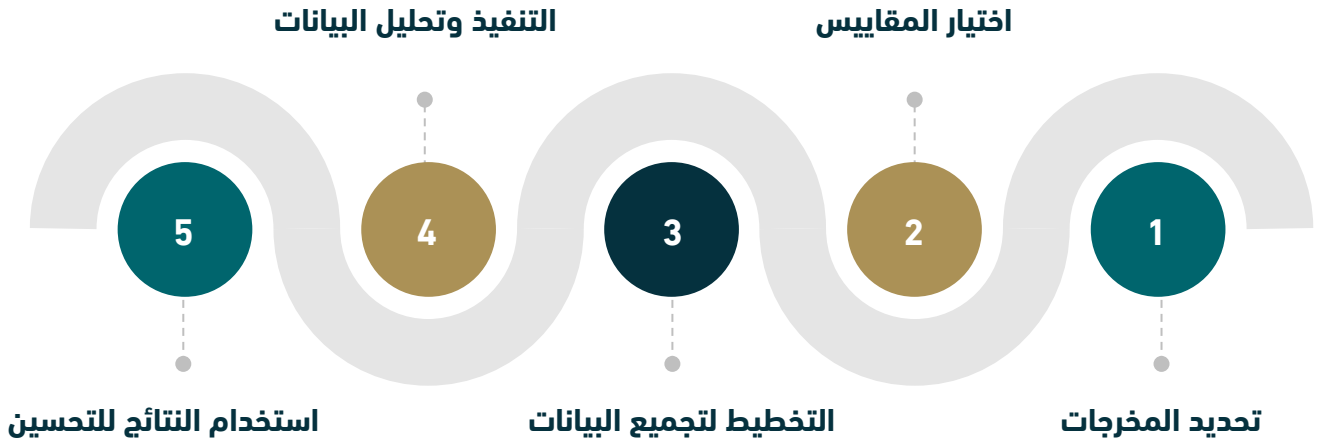 1
تحديد المخرجات
2
اختيار المقاييس
3
التخطيط لتجميع البيانات
4
التنفيذ وتحليل البيانات
5
استخدام النتائج للتحسين